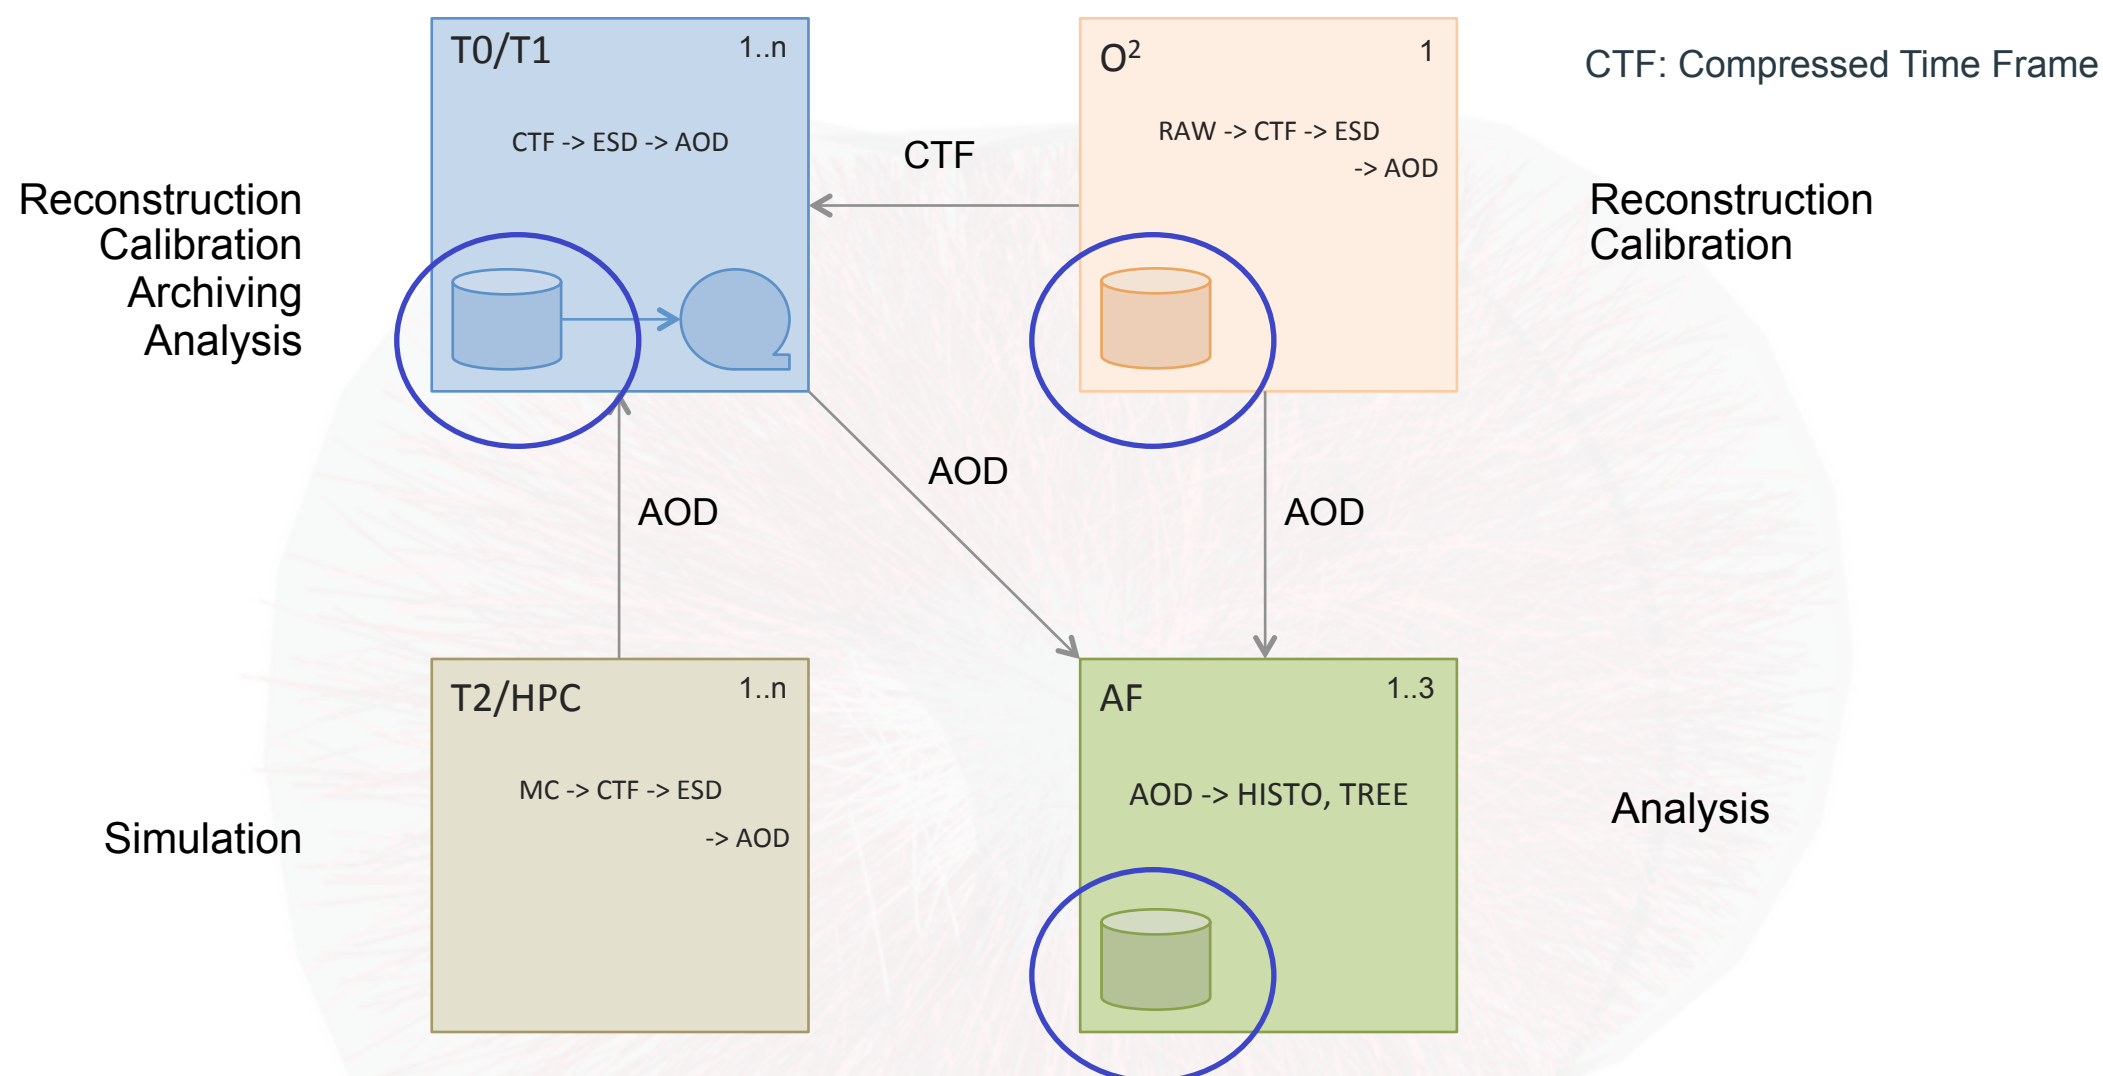 T0/T1
1..n
CTF -> ESD -> AOD
Reconstruction
Calibration
Archiving
Analysis
CTF
O²
1
RAW -> CTF -> ESD
-> AOD
CTF: Compressed Time Frame
Reconstruction
Calibration
AOD
AOD
AOD
T2/HPC
1..n
MC -> CTF -> ESD
-> AOD
Simulation
AF
1..3
AOD -> HISTO, TREE
Analysis